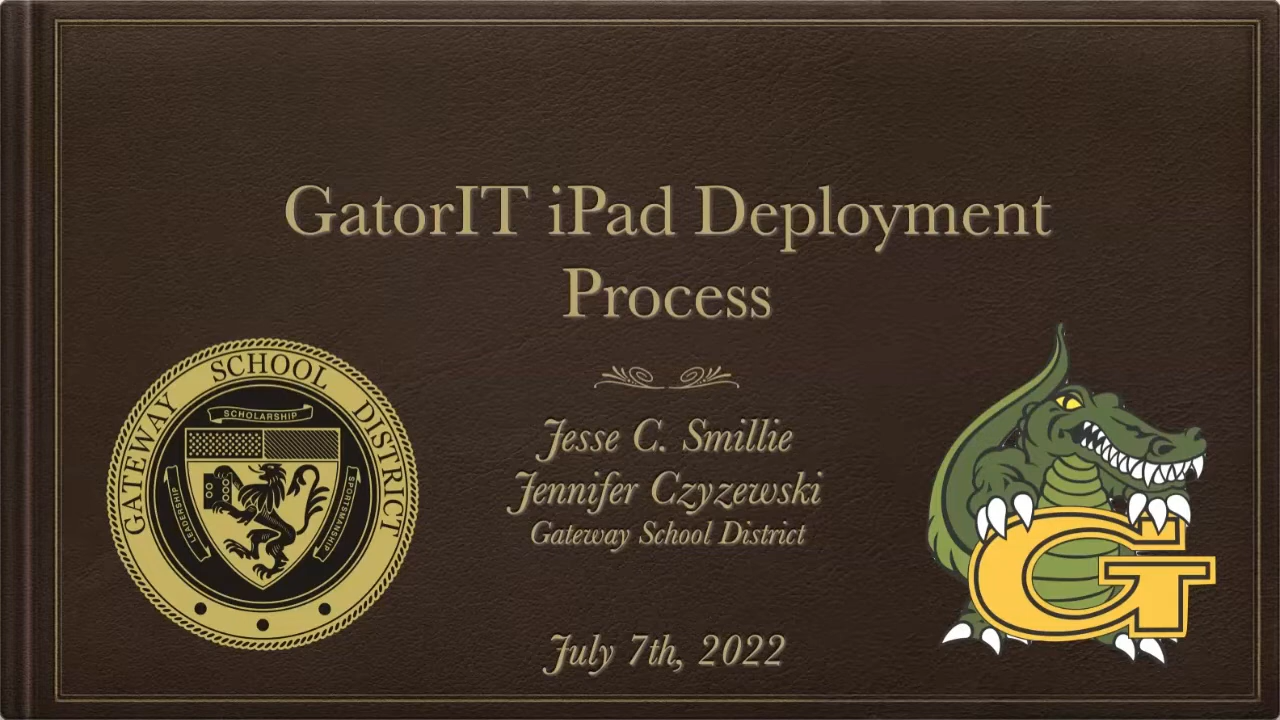 GatorIT iPad Deployment
Process
GATEWAY SCHOOL DISTRICT
SCHOLARSHIP
LEADERSHIP
SPORTSMANSHIP
Jesse C. Smillie
Jennifer Czyzewski
Gateway School District
G
July 7th, 2022